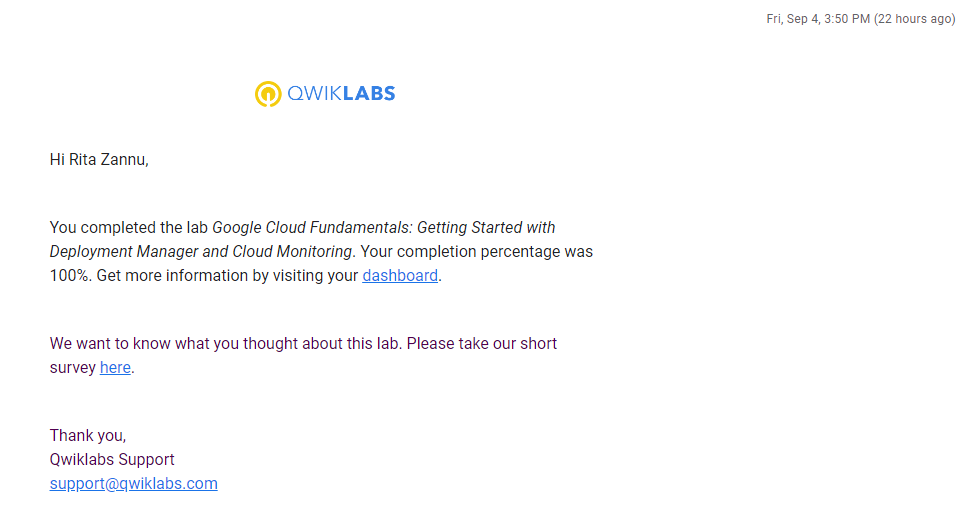 Fri, Sep 4, 3:50 PM (22 hours ago)
QWIKLABS
Hi Rita Zannu,
You completed the lab Google Cloud Fundamentals: Getting Started with
Deployment Manager and Cloud Monitoring. Your completion percentage was
100%. Get more information by visiting your dashboard.
We want to know what you thought about this lab. Please take our short
survey here.
Thank you,
Qwiklabs Support
support@qwiklabs.com